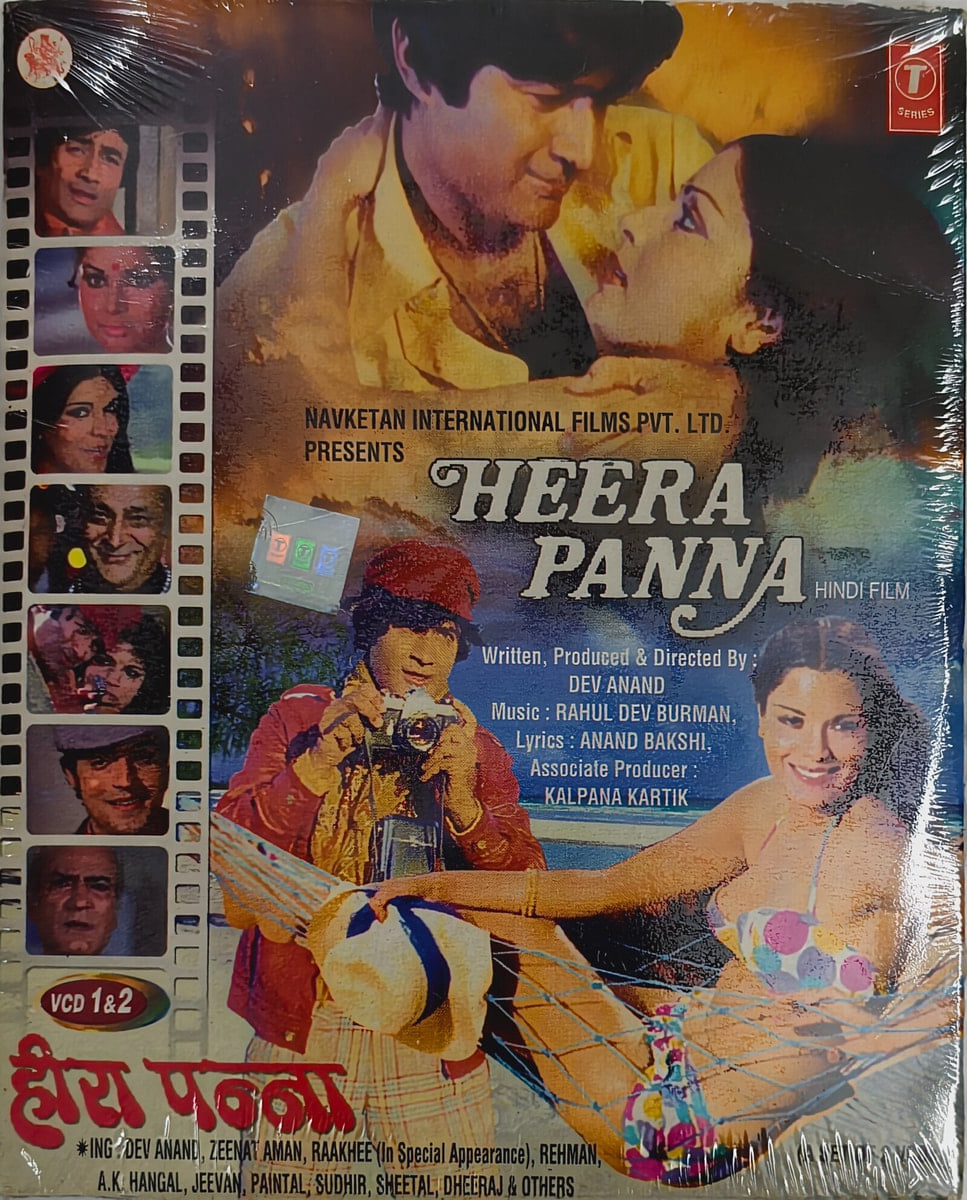 T
SERIES
NAVKETAN INTERNATIONAL FILMS PVT. LTD.
PRESENTS
HEERA
PANNA
HINDI FILM
Written, Produced & Directed By :
DEV ANAND
Music : RAHUL DEV BURMAN,
Lyrics : ANAND BAKSHI,
Associate Producer :
KALPANA KARTIK
VCD 1&2
हीरा पन्ना
*ING : DEV ANAND, ZEENAT AMAN, RAAKHEE (In Special Appearance), REHMAN,
A.K. HANGAL, JEEVAN, PAINTAL, SUDHIR, SHEETAL, DHEERAJ & OTHERS